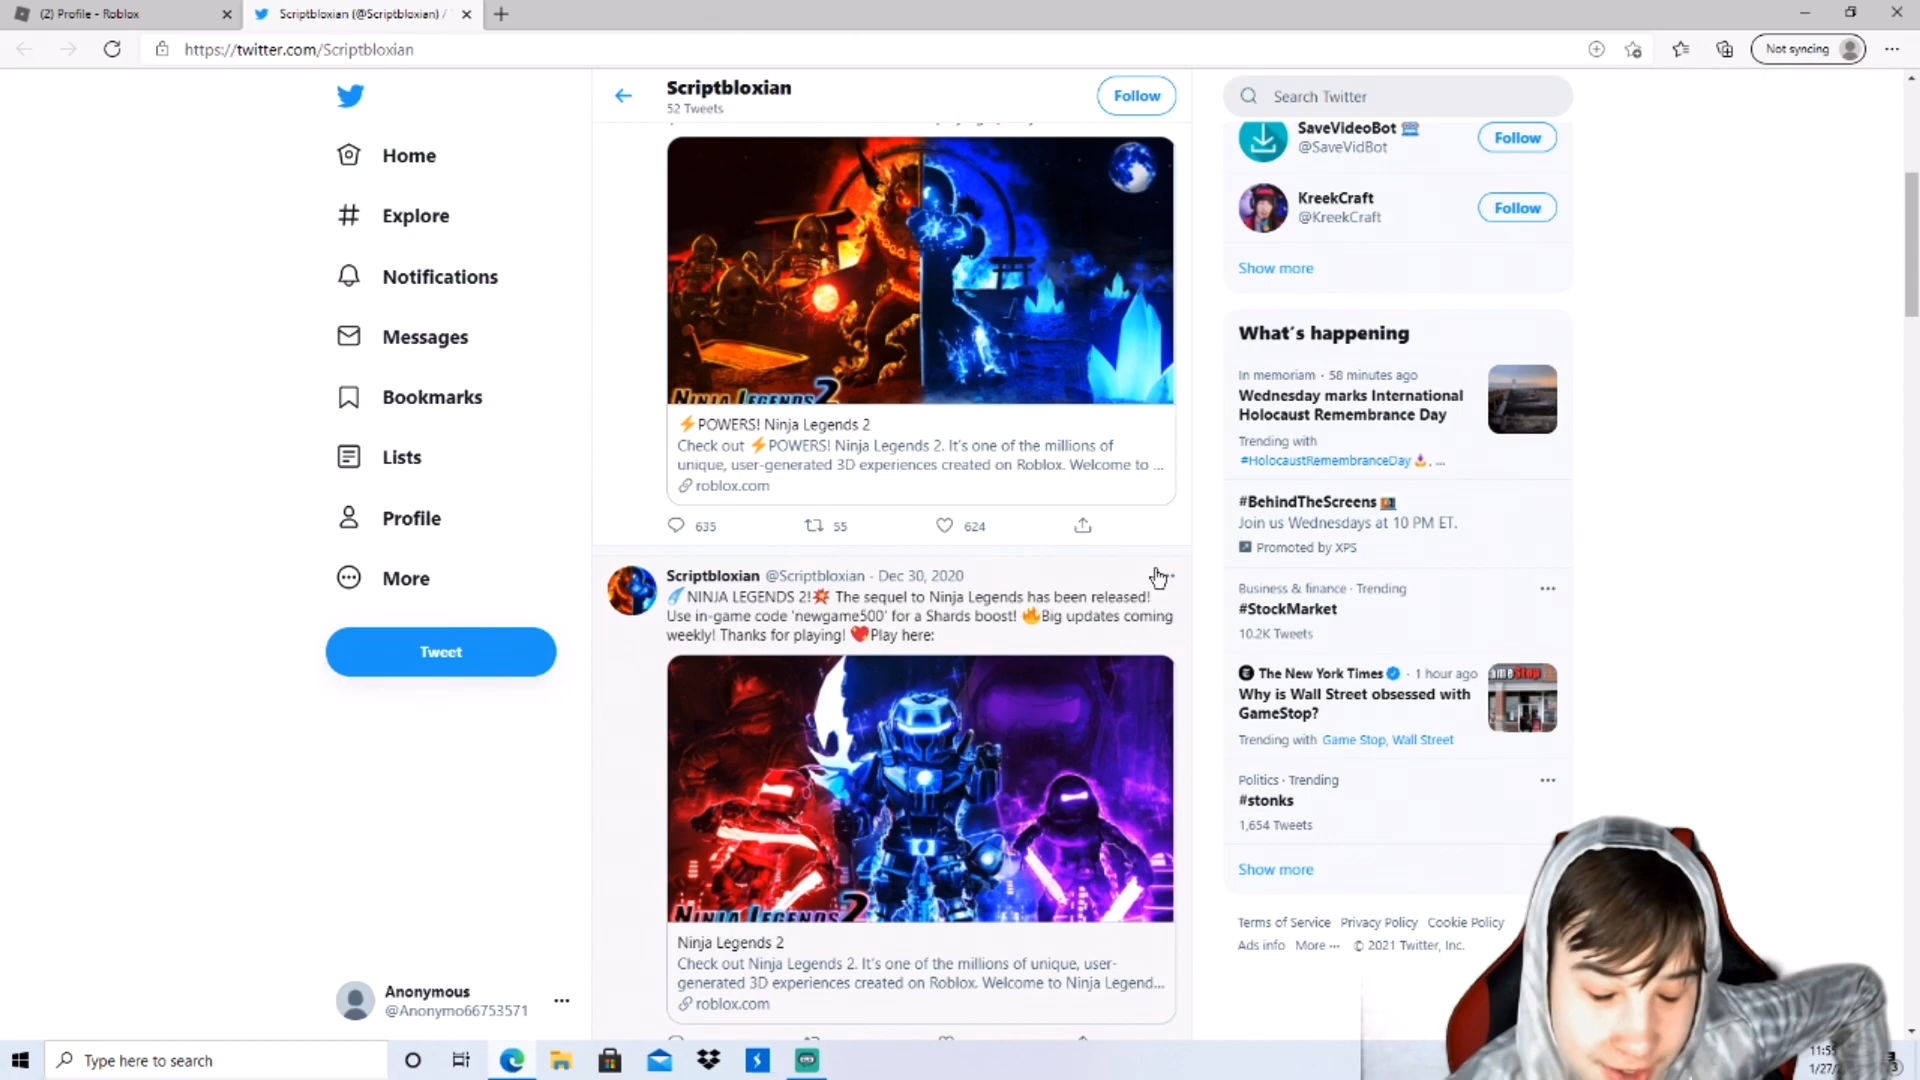 (2) Profile - Roblox
Scriptbloxian (@Scriptbloxian) /
https://twitter.com/Scriptbloxian
Not syncing
Home
Explore
Notifications
Messages
Bookmarks
Lists
Profile
More
Tweet
Anonymous
@Anonymo66753571
Scriptbloxian
52 Tweets
Follow
NINJA LEGENDS 2
⚡POWERS! Ninja Legends 2
Check out ⚡POWERS! Ninja Legends 2. It's one of the millions of
unique, user-generated 3D experiences created on Roblox. Welcome to ...
roblox.com
635
55
624
Scriptbloxian @Scriptbloxian · Dec 30, 2020
☄️NINJA LEGENDS 2!💥 The sequel to Ninja Legends has been released!
Use in-game code 'newgame500' for a Shards boost! 🔥Big updates coming
weekly! Thanks for playing! ❤️Play here:
NINJA LEGENDS 2
Ninja Legends 2
Check out Ninja Legends 2. It's one of the millions of unique, user-
generated 3D experiences created on Roblox. Welcome to Ninja Legend...
roblox.com
Search Twitter
SaveVideoBot
@SaveVidBot
Follow
KreekCraft
@KreekCraft
Follow
Show more
What's happening
In memoriam · 58 minutes ago
Wednesday marks International
Holocaust Remembrance Day
Trending with
#HolocaustRemembranceDay 🕯️, ...
#BehindTheScreens
Join us Wednesdays at 10 PM ET.
Promoted by XPS
Business & finance · Trending
#StockMarket
10.2K Tweets
The New York Times · 1 hour ago
Why is Wall Street obsessed with
GameStop?
GameStop
Trending with Game Stop, Wall Street
Politics · Trending
#stonks
1,654 Tweets
Show more
Terms of Service Privacy Policy Cookie Policy
Ads info More ··· © 2021 Twitter, Inc.
Type here to search